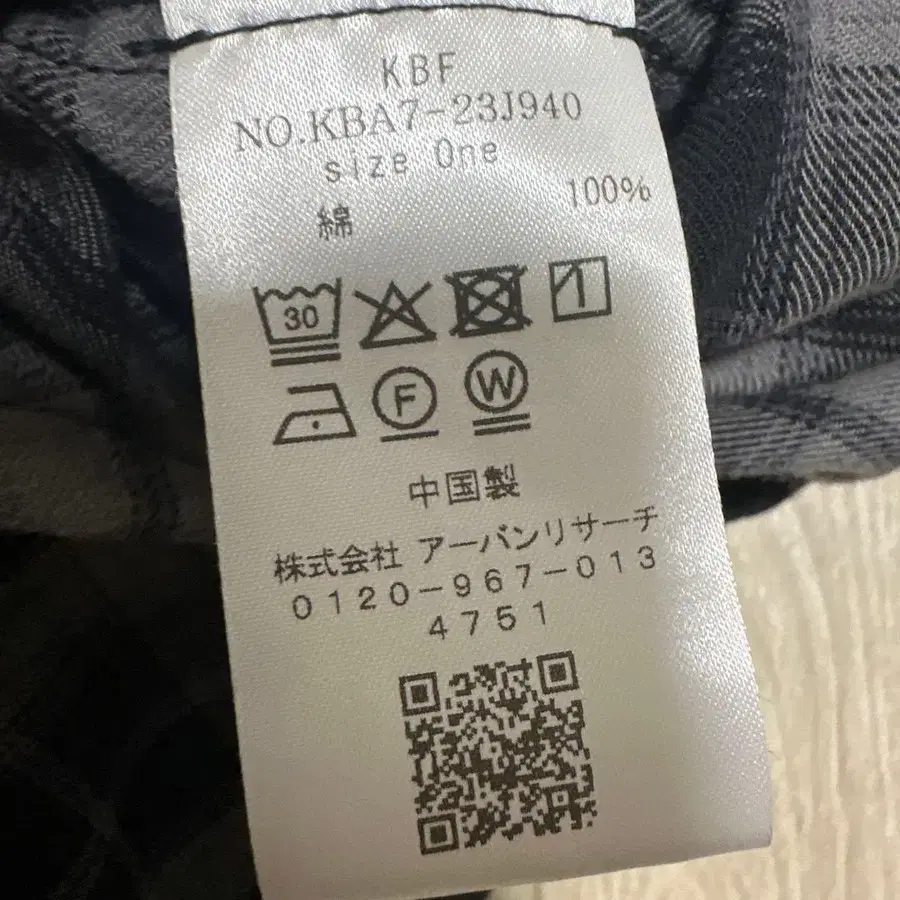 KBF
NO.KBA7-23J940
size One
綿 100%
30
F W
中国製
株式会社 アーバンリサーチ
0120-967-013
4751